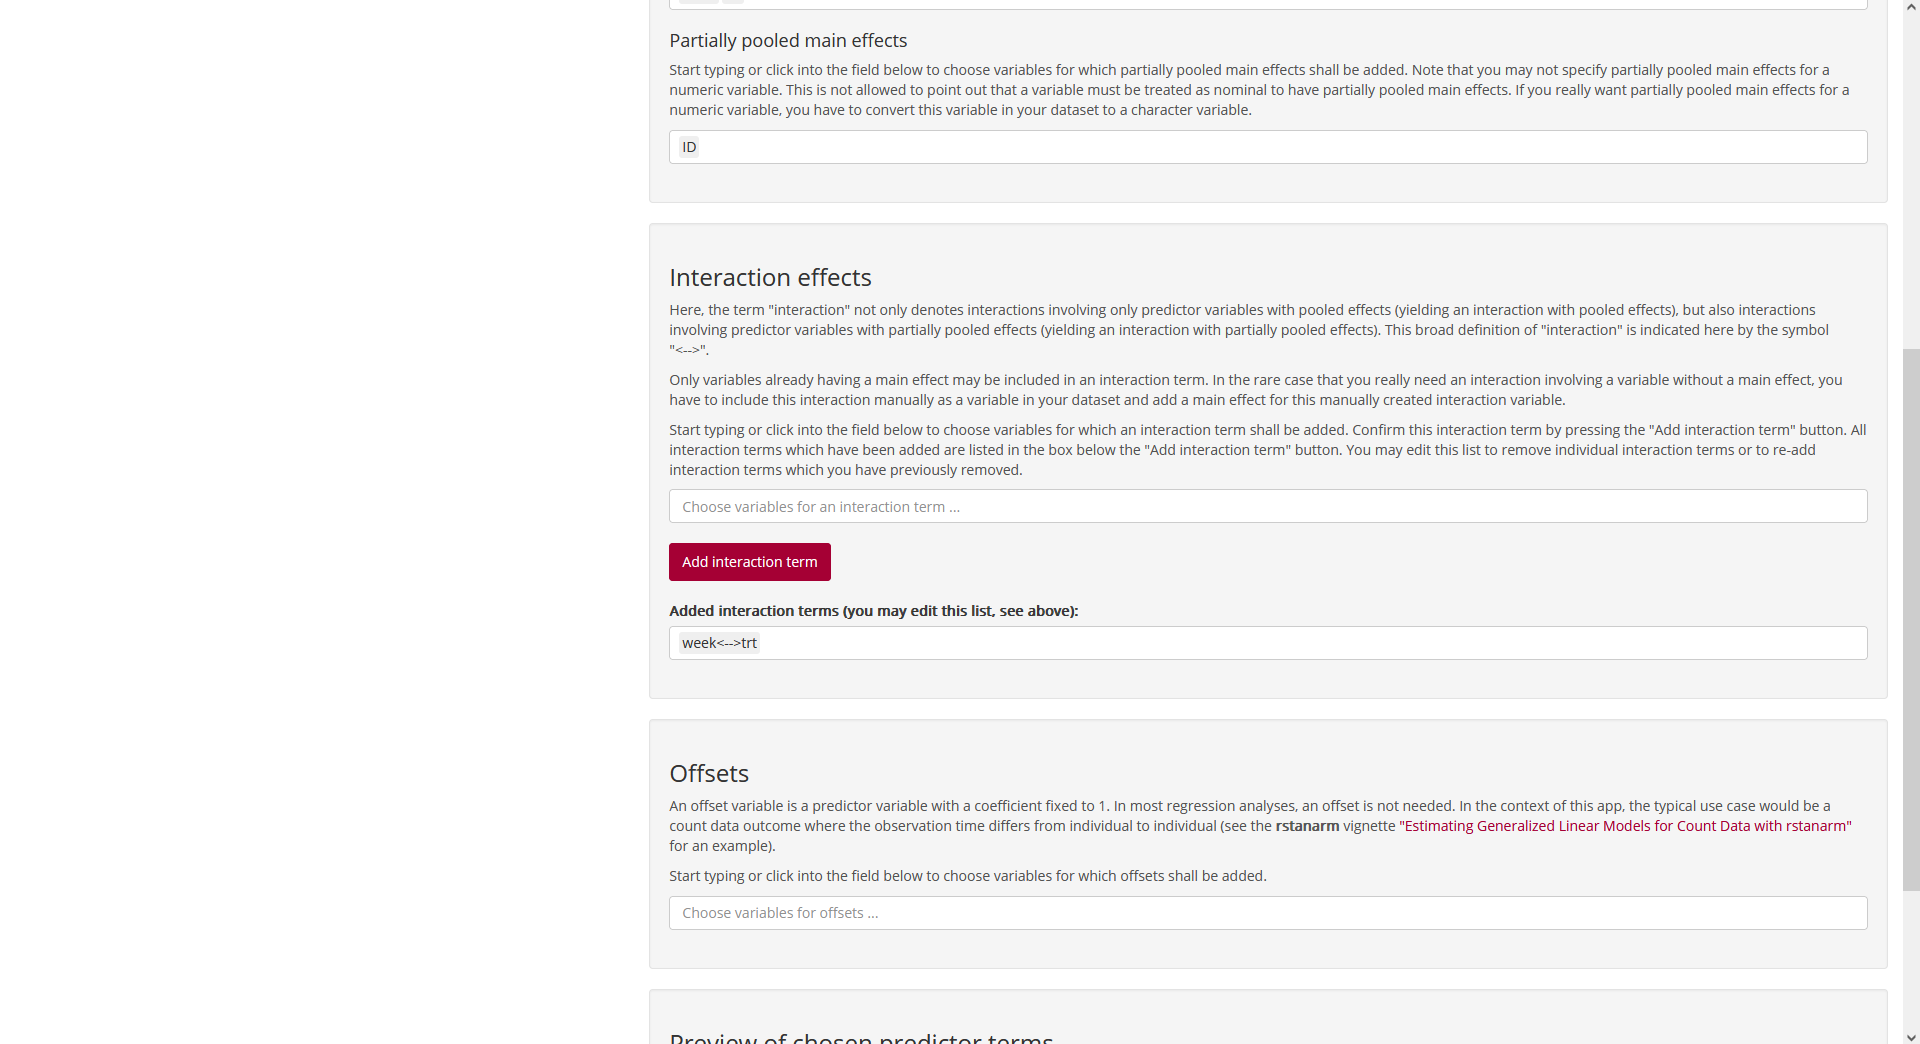 Partially pooled main effects
Start typing or click into the field below to choose variables for which partially pooled main effects shall be added. Note that you may not specify partially pooled main effects for a
numeric variable. This is not allowed to point out that a variable must be treated as nominal to have partially pooled main effects. If you really want partially pooled main effects for a
numeric variable, you have to convert this variable in your dataset to a character variable.
ID
Interaction effects
Here, the term "interaction" not only denotes interactions involving only predictor variables with pooled effects (yielding an interaction with pooled effects), but also interactions
involving predictor variables with partially pooled effects (yielding an interaction with partially pooled effects). This broad definition of "interaction" is indicated here by the symbol
"<-->".
Only variables already having a main effect may be included in an interaction term. In the rare case that you really need an interaction involving a variable without a main effect, you
have to include this interaction manually as a variable in your dataset and add a main effect for this manually created interaction variable.
Start typing or click into the field below to choose variables for which an interaction term shall be added. Confirm this interaction term by pressing the "Add interaction term" button. All
interaction terms which have been added are listed in the box below the "Add interaction term" button. You may edit this list to remove individual interaction terms or to re-add
interaction terms which you have previously removed.
Choose variables for an interaction term ...
Add interaction term
Added interaction terms (you may edit this list, see above):
week<-->trt
Offsets
An offset variable is a predictor variable with a coefficient fixed to 1. In most regression analyses, an offset is not needed. In the context of this app, the typical use case would be a
count data outcome where the observation time differs from individual to individual (see the rstanarm vignette "Estimating Generalized Linear Models for Count Data with rstanarm"
for an example).
Start typing or click into the field below to choose variables for which offsets shall be added.
Choose variables for offsets ...
Preview of chosen predictor terms